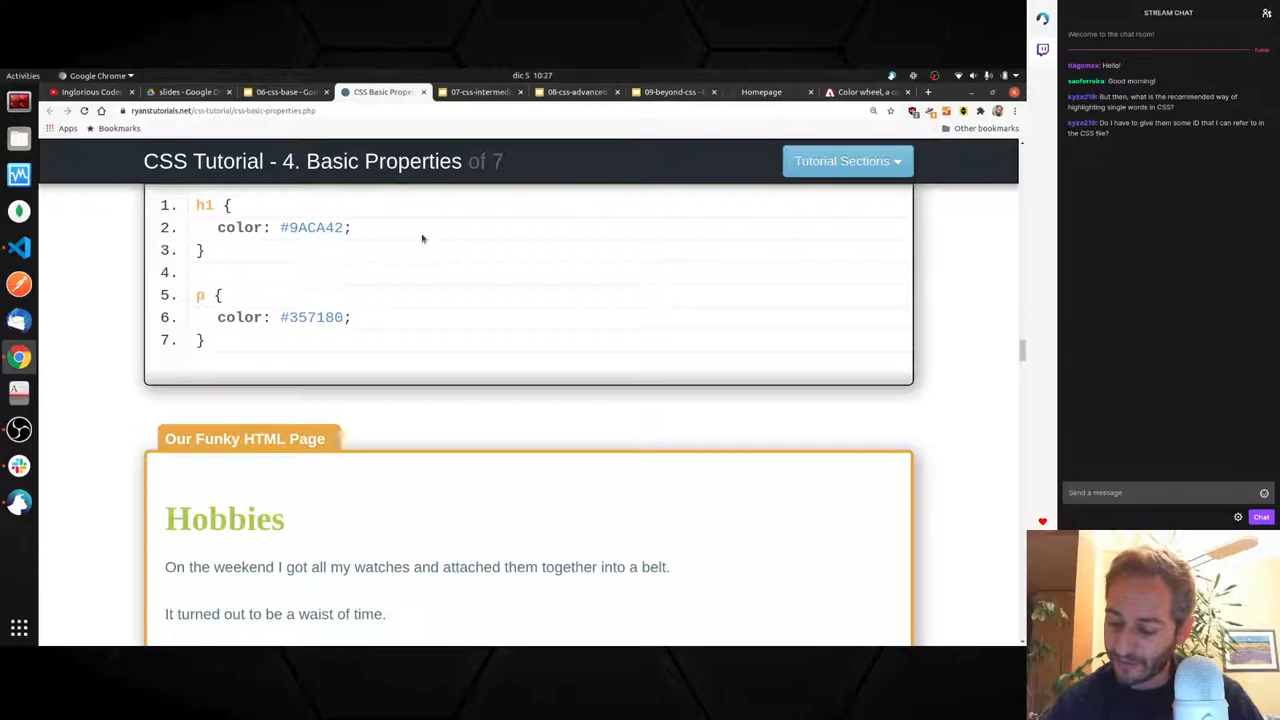 STREAM CHAT
Welcome to the chat room!
New
tiagomxx: Hello!
saoferreira: Good morning!
kyza219: But then, what is the recommended way of
highlighting single words in CSS?
kyza219: Do I have to give them some ID that I can refer to
in the CSS file?
Send a message
Chat
Activities
Google Chrome
dic 5 10:27
Inglorious Coder
slides - Google D
06-css-base - Goo
CSS Basic Proper
07-css-intermed
08-css-advanced
09-beyond-css -
Homepage
Color wheel, a c
ryanstutorials.net/css-tutorial/css-basic-properties.php
Apps
Bookmarks
Other bookmarks
CSS Tutorial - 4. Basic Properties of 7
Tutorial Sections
1. h1 {
2. color: #9ACA42;
3. }
4.
5. p {
6. color: #357180;
7. }
Our Funky HTML Page
Hobbies
On the weekend I got all my watches and attached them together into a belt.
It turned out to be a waist of time.